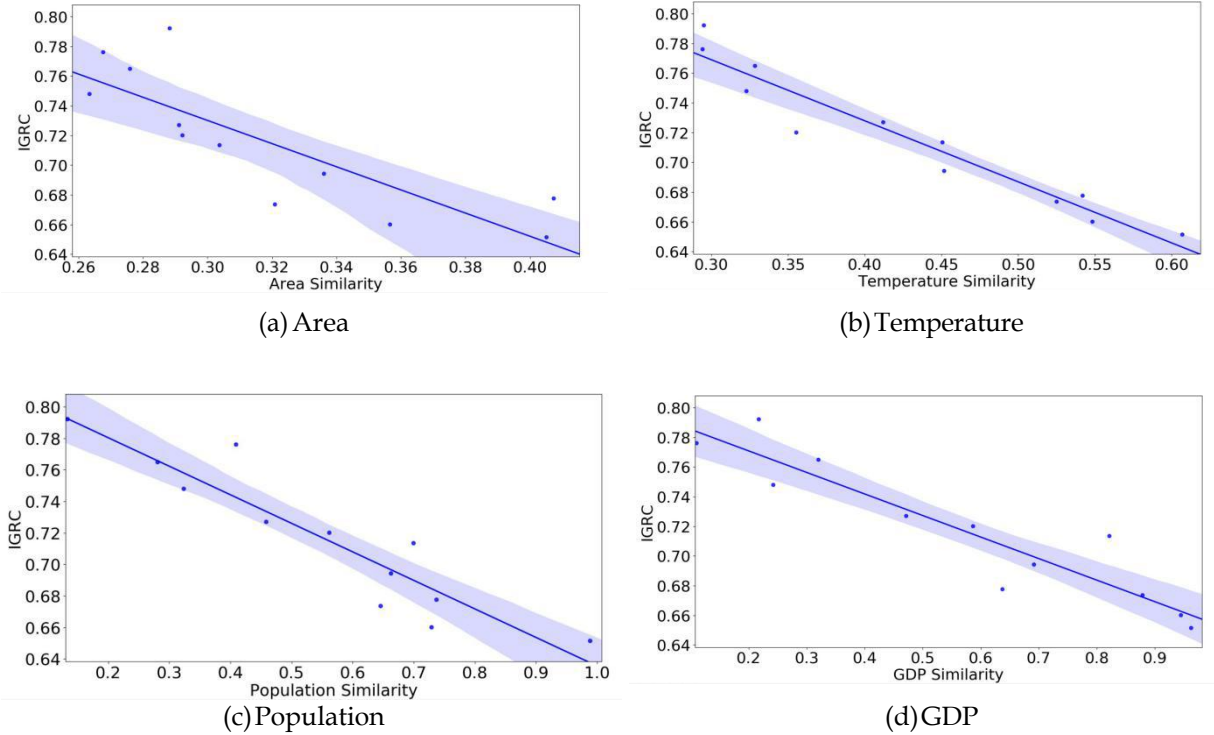 0.80
0.78
0.76
0.74
0.72
0.70
0.68
0.66
0.64
IGRC
0.26 0.28 0.30 0.32 0.34 0.36 0.38 0.40
Area Similarity
(a) Area
0.80
0.78
0.76
0.74
0.72
0.70
0.68
0.66
0.64
IGRC
0.30 0.35 0.40 0.45 0.50 0.55 0.60
Temperature Similarity
(b) Temperature
0.80
0.78
0.76
0.74
0.72
0.70
0.68
0.66
0.64
IGRC
0.2 0.3 0.4 0.5 0.6 0.7 0.8 0.9 1.0
Population Similarity
(c) Population
0.80
0.78
0.76
0.74
0.72
0.70
0.68
0.66
0.64
IGRC
0.2 0.3 0.4 0.5 0.6 0.7 0.8 0.9
GDP Similarity
(d) GDP